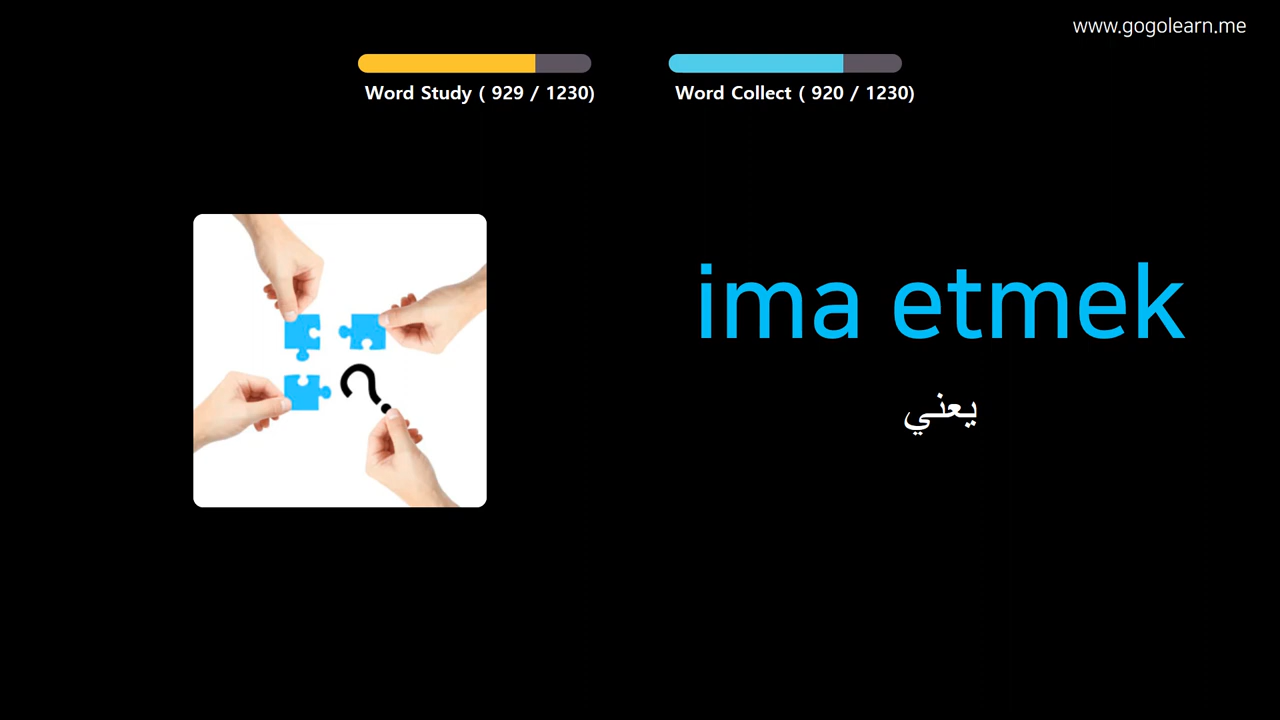 www.gogolearn.me
Word Study ( 929 / 1230)
Word Collect ( 920 / 1230)
ima etmek
يعني